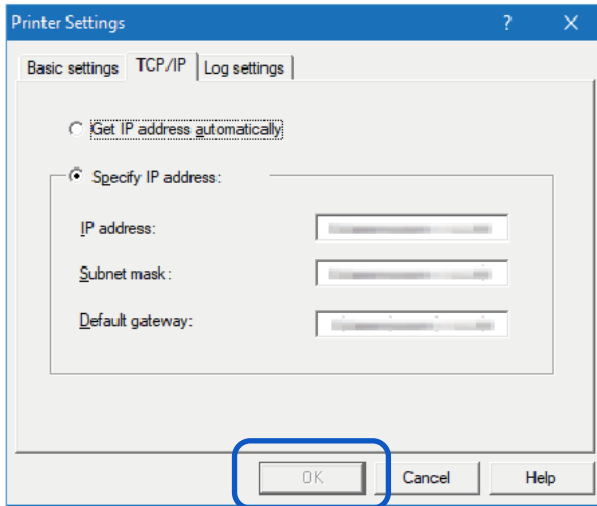 Printer Settings ? X
Basic settings TCP/IP Log settings
Get IP address automatically
Specify IP address:
IP address:
Subnet mask:
Default gateway:
OK Cancel Help